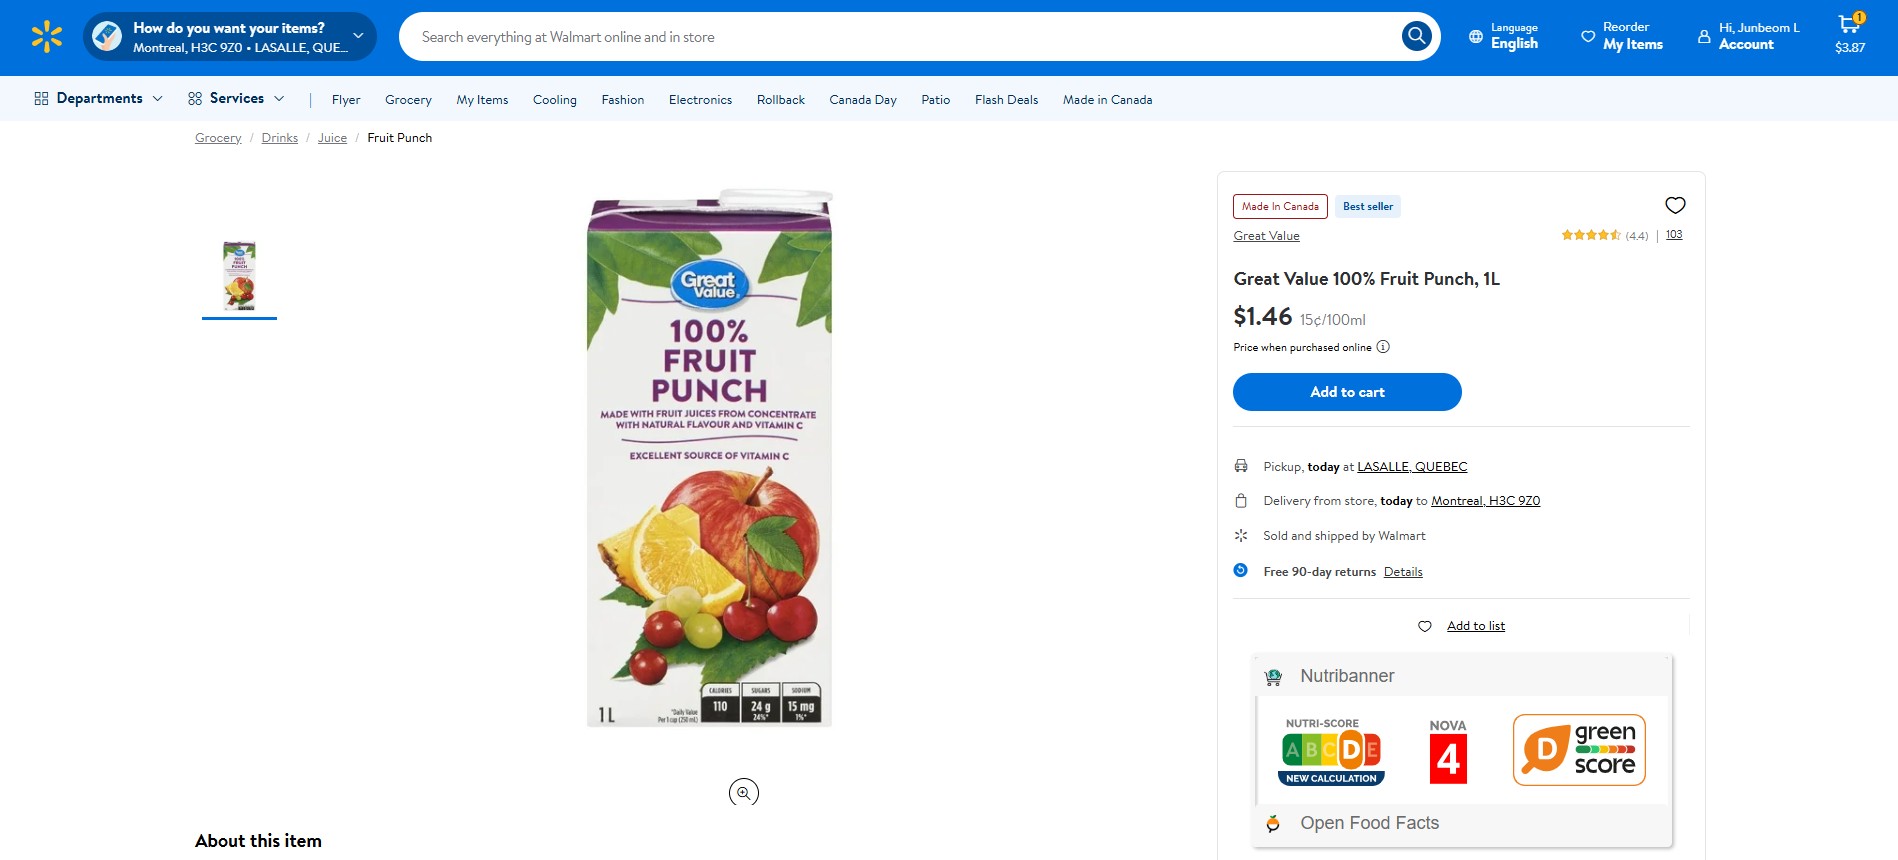 How do you want your items?
Montreal, H3C 9Z0 • LASALLE, QUE...
Search everything at Walmart online and in store
Language
English
Reorder
My Items
Hi, Junbeom L
Account
1
$3.87
Departments
Services
Flyer
Grocery
My Items
Cooling
Fashion
Electronics
Rollback
Canada Day
Patio
Flash Deals
Made in Canada
Grocery / Drinks / Juice / Fruit Punch
Great Value
100%
FRUIT
PUNCH
MADE WITH FRUIT JUICES FROM CONCENTRATE
WITH NATURAL FLAVOUR AND VITAMIN C
EXCELLENT SOURCE OF VITAMIN C
1 L
*Daily Value
Per 1 cup (250 mL)
CALORIES
110
SUGARS
24 g
24%*
SODIUM
15 mg
1%*
Made In Canada
Best seller
Great Value
(4.4) | 103
Great Value 100% Fruit Punch, 1L
$1.46 15¢/100ml
Price when purchased online
Add to cart
Pickup, today at LASALLE, QUEBEC
Delivery from store, today to Montreal, H3C 9Z0
Sold and shipped by Walmart
Free 90-day returns Details
Add to list
Nutribanner
NUTRI-SCORE
A B C D E
NEW CALCULATION
NOVA
4
D
green
score
Open Food Facts
About this item